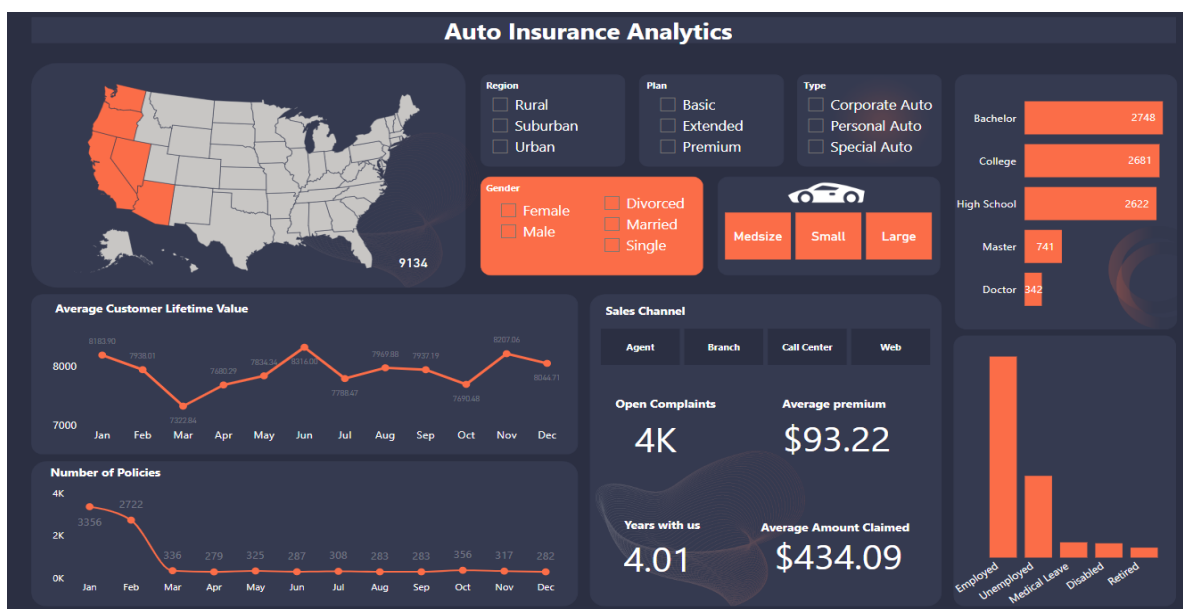 Auto Insurance Analytics
9134
Region
Rural
Suburban
Urban
Plan
Basic
Extended
Premium
Type
Corporate Auto
Personal Auto
Special Auto
Gender
Female
Male
Divorced
Married
Single
Medsize
Small
Large
Bachelor 2748
College 2681
High School 2622
Master 741
Doctor 342
Average Customer Lifetime Value
8000
7000
8183.90
7938.01
7322.84
7680.29
7834.34
8316.00
7788.47
7969.88
7937.19
7690.48
8207.06
8044.71
Jan Feb Mar Apr May Jun Jul Aug Sep Oct Nov Dec
Number of Policies
4K
2K
0K
3356 2722 336 279 325 287 308 283 283 356 317 282
Jan Feb Mar Apr May Jun Jul Aug Sep Oct Nov Dec
Sales Channel
Agent Branch Call Center Web
Open Complaints
4K
Average premium
$93.22
Years with us
4.01
Average Amount Claimed
$434.09
Employed
Unemployed
Medical Leave
Disabled
Retired